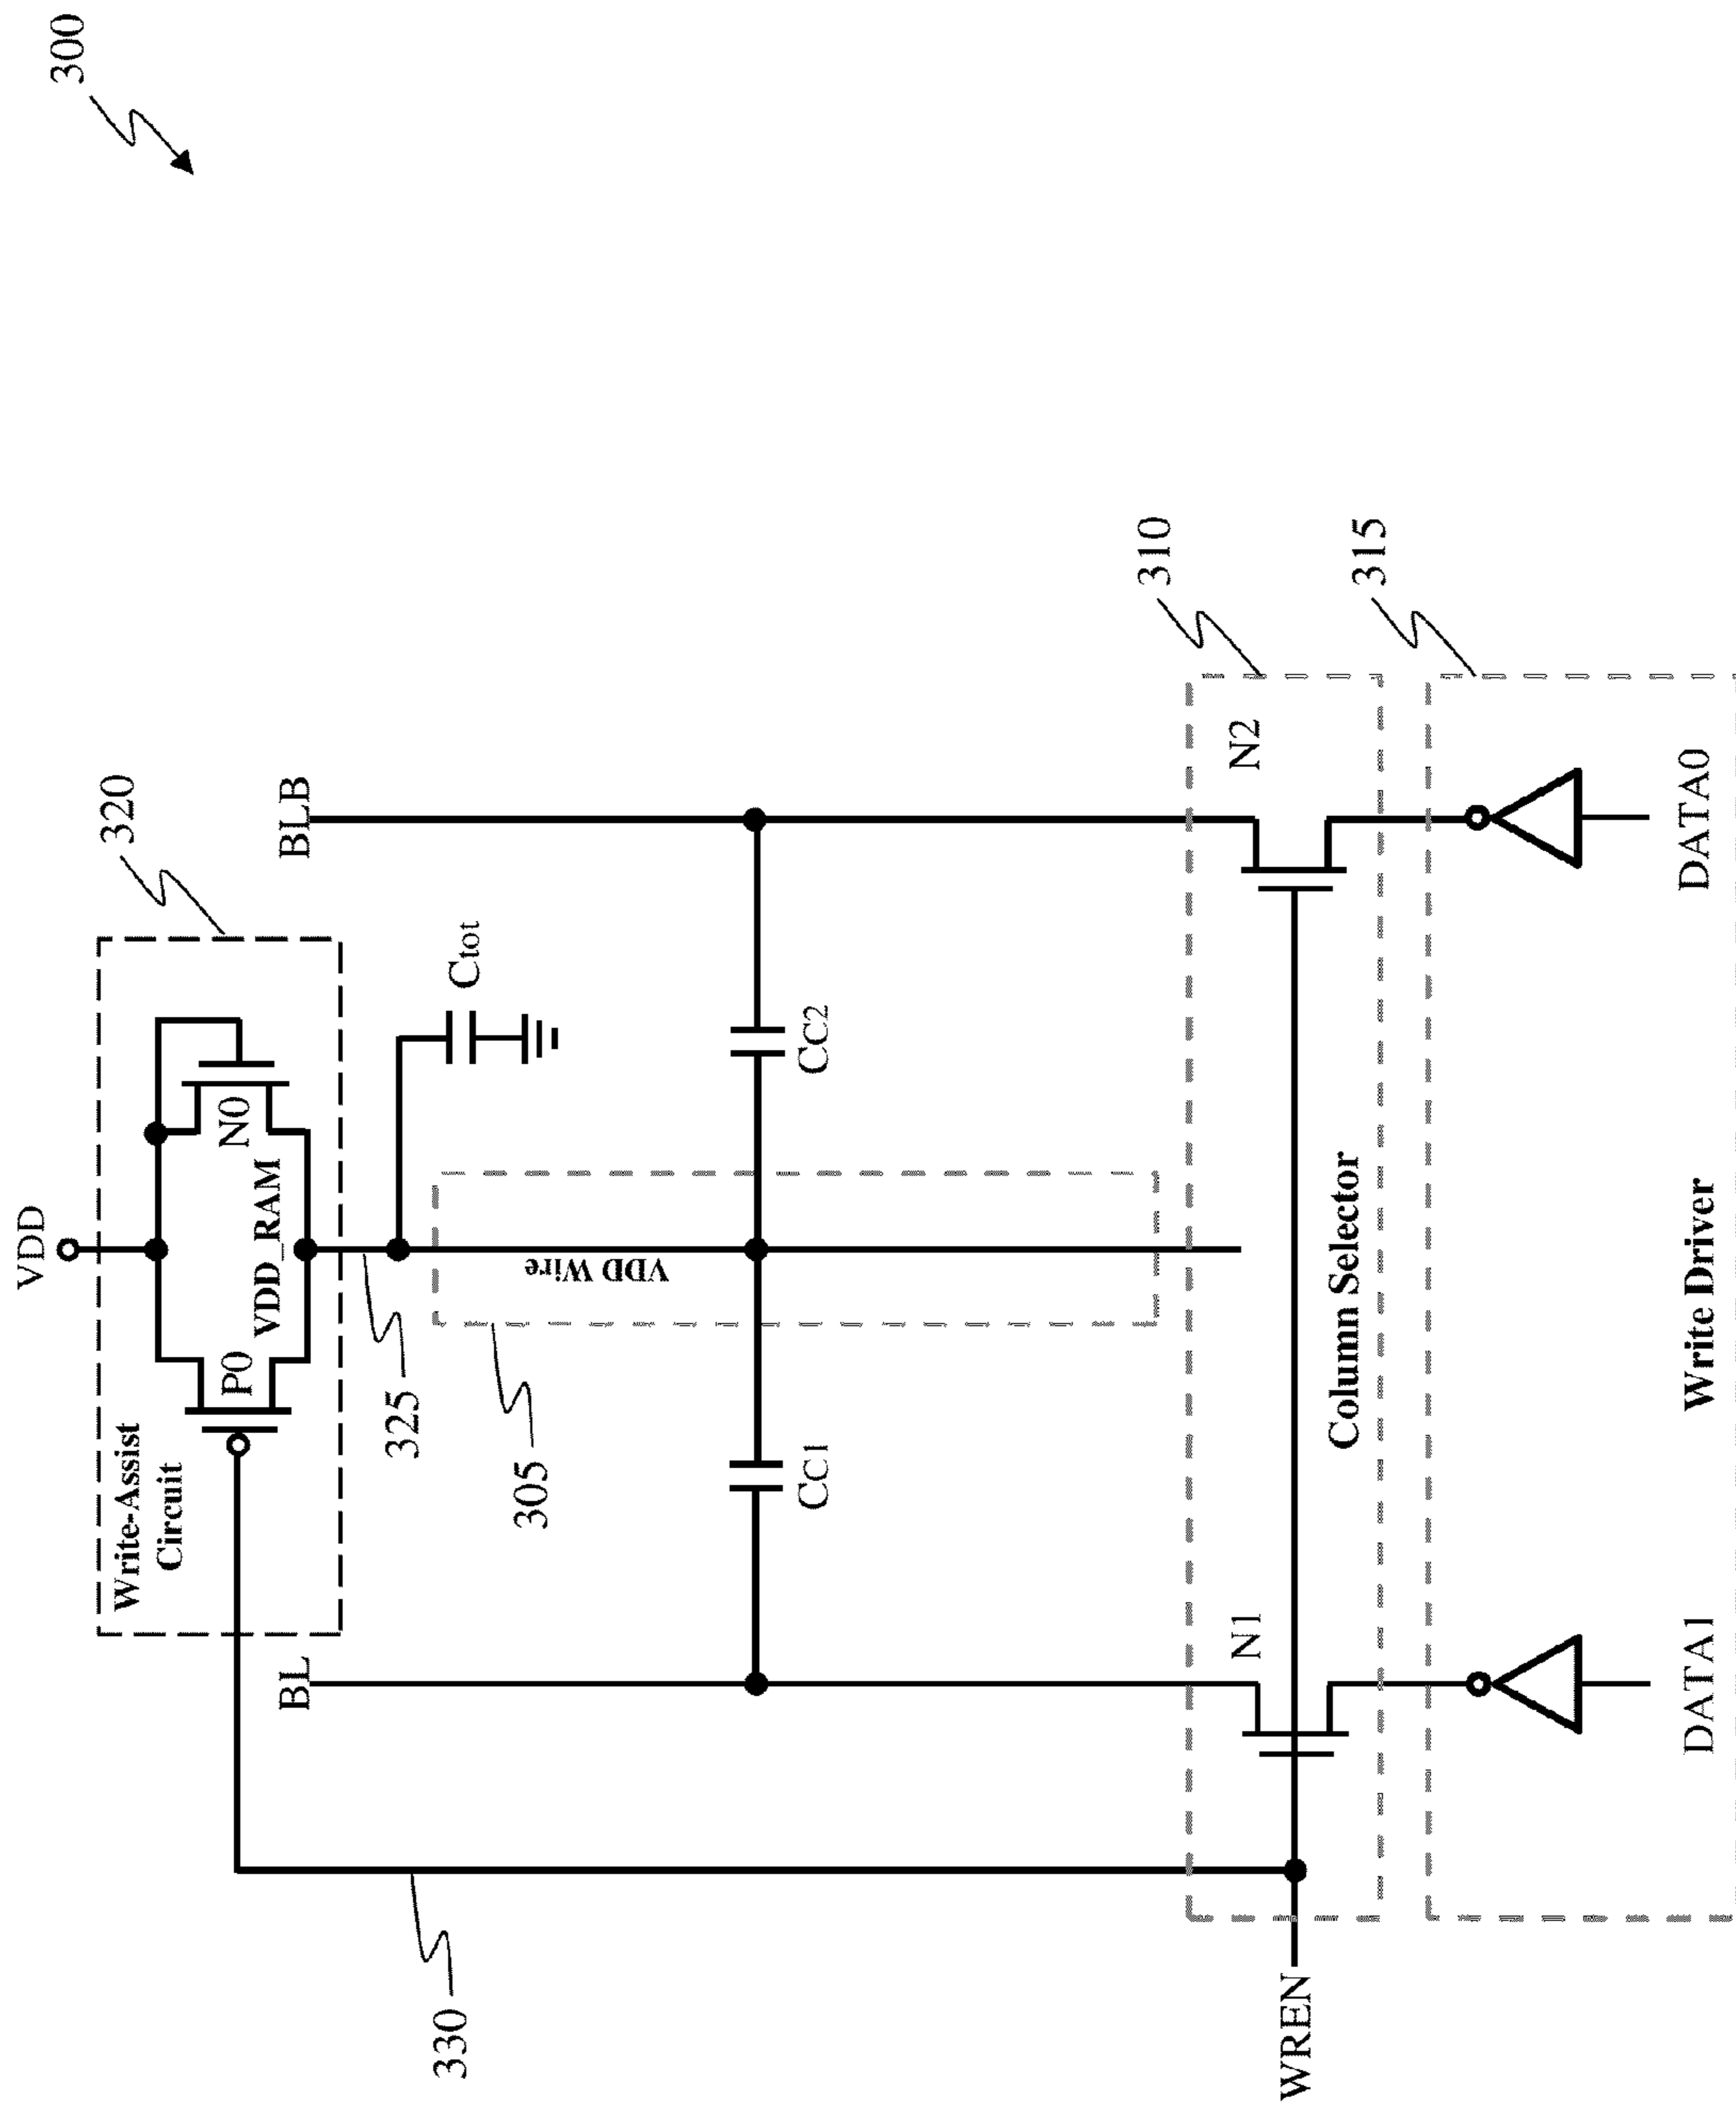 300
VDD
320
Write-Assist
Circuit
P0
N0
VDD_RAM
BL
BLB
325
Ctot
330
305
VDD Wire
CC1
CC2
310
N1
N2
WREN
Column Selector
315
DATA1
Write Driver
DATA0